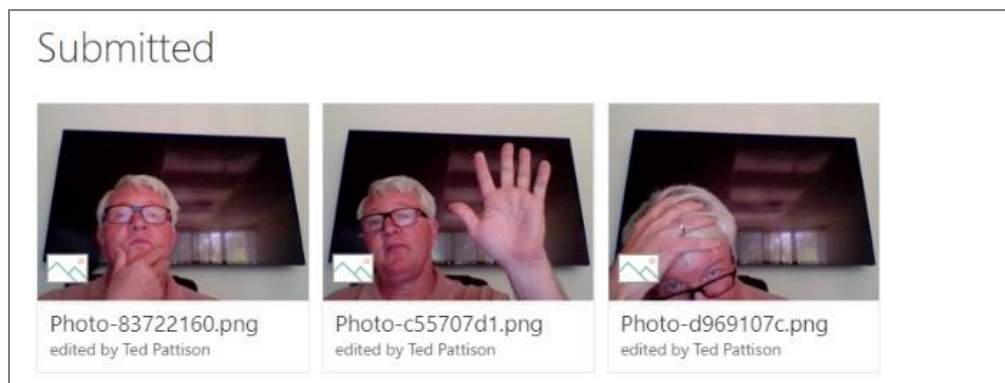 Submitted
Photo-83722160.png
edited by Ted Pattison
Photo-c55707d1.png
edited by Ted Pattison
Photo-d969107c.png
edited by Ted Pattison